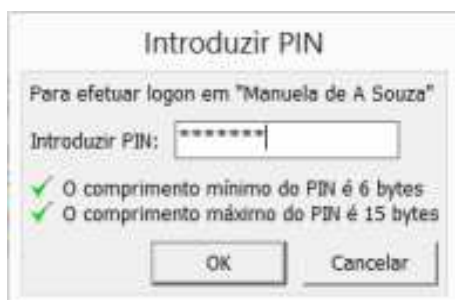 Introduzir PIN
Para efetuar logon em "Manuela de A Souza"
Introduzir PIN: *******
O comprimento mínimo do PIN é 6 bytes
O comprimento máximo do PIN é 15 bytes
OK Cancelar